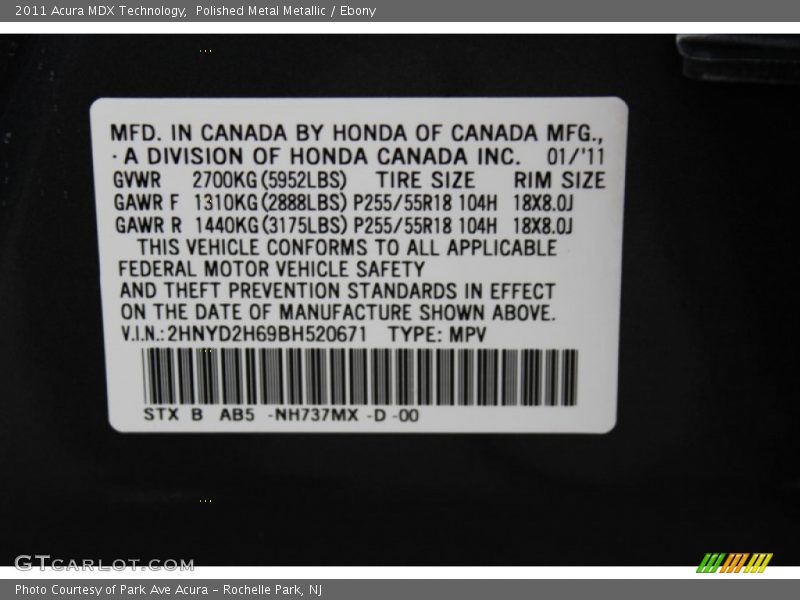 2011 Acura MDX Technology,  Polished Metal Metallic / Ebony
MFD. IN CANADA BY HONDA OF CANADA MFG.,
A DIVISION OF HONDA CANADA INC. 01/'11
GVWR 2700KG(5952LBS) TIRE SIZE RIM SIZE
GAWR F 1310KG(2888LBS) P255/55R18 104H 18X8.0J
GAWR R 1440KG(3175LBS) P255/55R18 104H 18X8.0J
THIS VEHICLE CONFORMS TO ALL APPLICABLE
FEDERAL MOTOR VEHICLE SAFETY
AND THEFT PREVENTION STANDARDS IN EFFECT
ON THE DATE OF MANUFACTURE SHOWN ABOVE.
V.I.N.:2HNYD2H69BH520671 TYPE: MPV
STX B AB5 -NH737MX -D -00
GTCARLOT.COM
Photo Courtesy of Park Ave Acura - Rochelle Park, NJ